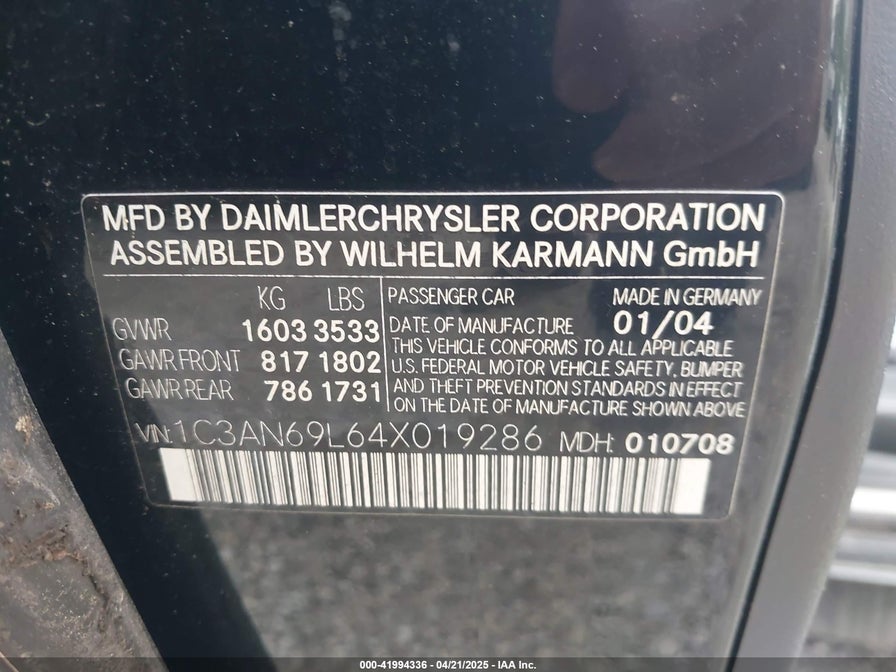 MFD BY DAIMLERCHRYSLER CORPORATION
ASSEMBLED BY WILHELM KARMANN GmbH
KG LBS
GVWR 1603 3533
GAWR FRONT 817 1802
GAWR REAR 786 1731
PASSENGER CAR MADE IN GERMANY
DATE OF MANUFACTURE 01/04
THIS VEHICLE CONFORMS TO ALL APPLICABLE
U.S. FEDERAL MOTOR VEHICLE SAFETY, BUMPER
AND THEFT PREVENTION STANDARDS IN EFFECT
ON THE DATE OF MANUFACTURE SHOWN ABOVE
VIN: 1C3AN69L64X019286 MDH: 010708
000-41994336 - 04/21/2025 - IAA Inc.